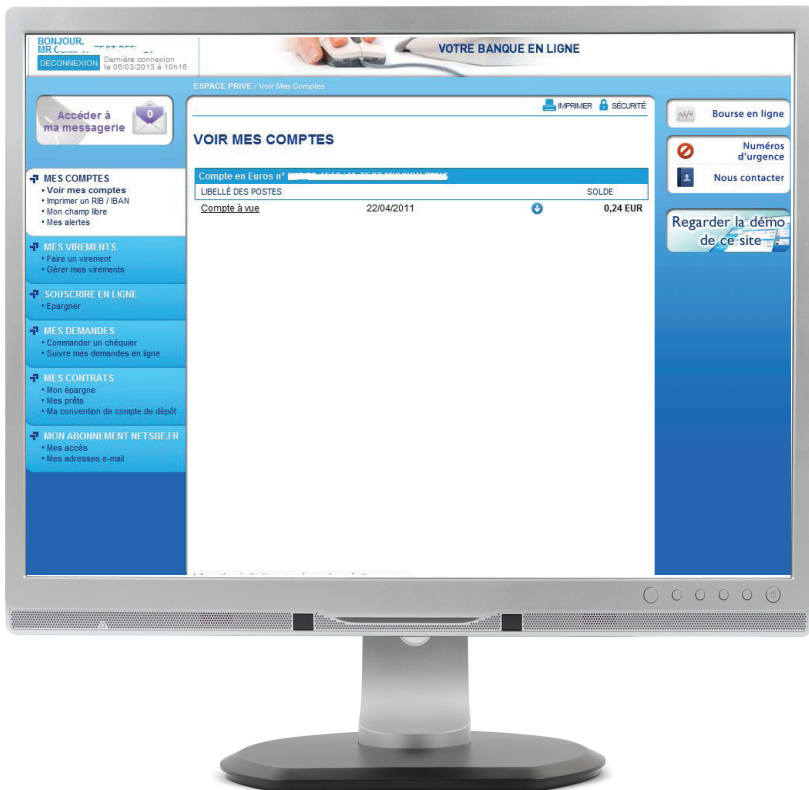 BONJOUR,
MR
DECONNEXION
Dernière connexion
le 06/03/2013 à 10h16
VOTRE BANQUE EN LIGNE
ESPACE PRIVE / Voir Mes Comptes
Accéder à
ma messagerie
0
IMPRIMER
SÉCURITÉ
VOIR MES COMPTES
Compte en Euros n°
LIBELLÉ DES POSTES
SOLDE
Compte à vue
22/04/2011
0,24 EUR
MES COMPTES
• Voir mes comptes
• Imprimer un RIB / IBAN
• Mon champ libre
• Mes alertes
MES VIREMENTS
• Faire un virement
• Gérer mes virements
SOUSCRIRE EN LIGNE
• Epargner
MES DEMANDES
• Commander un chéquier
• Suivre mes demandes en ligne
MES CONTRATS
• Mon épargne
• Mes prêts
• Ma convention de compte de dépôt
MON ABONNEMENT NETSBE.FR
• Mes accès
• Mes adresses e-mail
Bourse en ligne
Numéros
d'urgence
Nous contacter
Regarder la démo
de ce site